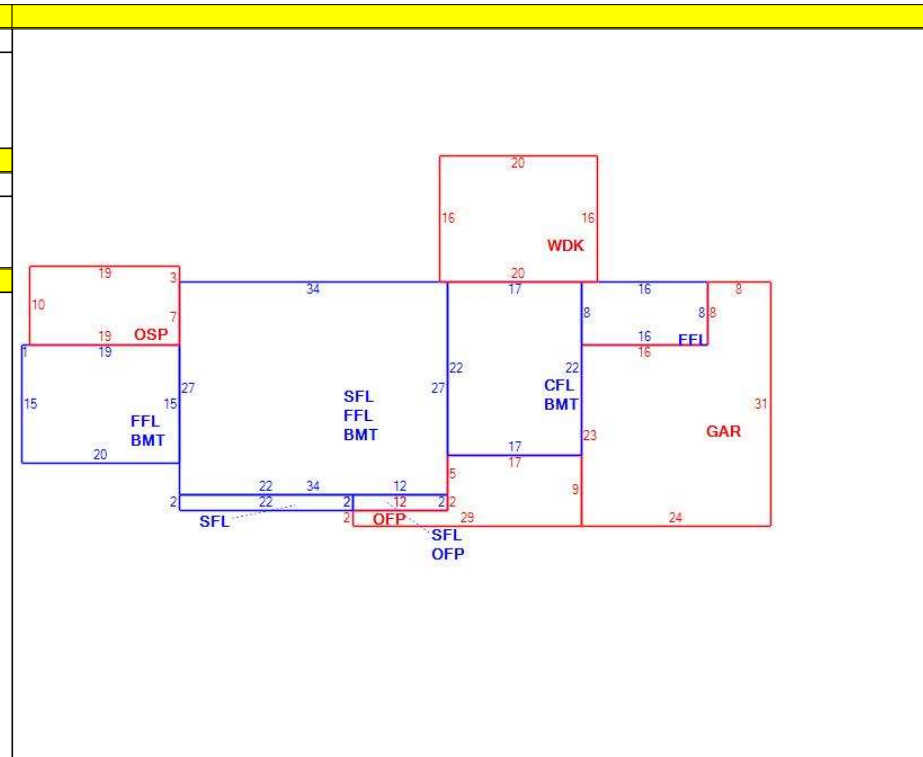 20
16 16
WDK
20
19 3
34 17 16 8
10 7 8 8 8
19 OSP 16 FFL
1 19 16
27 27 22 22
15 15
SFL CFL
FFL BMT
BMT
31
FFL
BMT
GAR
17 23
20 17
5
22 34 12
2 22 2 12 2 2
9
SFL 2 OFP 29 24
SFL
OFP